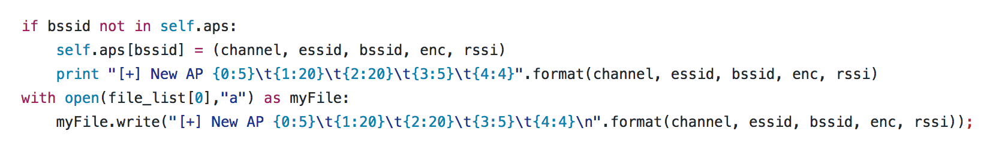 if bssid not in self.aps:
    self.aps[bssid] = (channel, essid, bssid, enc, rssi)
    print "[+] New AP {0:5}\t{1:20}\t{2:20}\t{3:5}\t{4:4}".format(channel, essid, bssid, enc, rssi)
with open(file_list[0],"a") as myFile:
    myFile.write("[+] New AP {0:5}\t{1:20}\t{2:20}\t{3:5}\t{4:4}\n".format(channel, essid, bssid, enc, rssi));